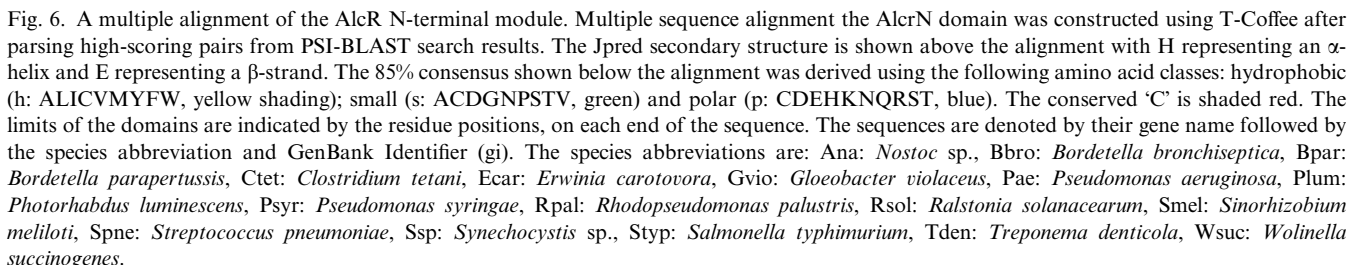 Fig. 6. A multiple alignment of the AlcR N-terminal module. Multiple sequence alignment the AlcrN domain was constructed using T-Coffee after
parsing high-scoring pairs from PSI-BLAST search results. The Jpred secondary structure is shown above the alignment with H representing an α-
helix and E representing a β-strand. The 85% consensus shown below the alignment was derived using the following amino acid classes: hydrophobic
(h: ALICVMYFW, yellow shading); small (s: ACDGNPSTV, green) and polar (p: CDEHKNQRST, blue). The conserved ‘C’ is shaded red. The
limits of the domains are indicated by the residue positions, on each end of the sequence. The sequences are denoted by their gene name followed by
the species abbreviation and GenBank Identifier (gi). The species abbreviations are: Ana: Nostoc sp., Bbro: Bordetella bronchiseptica, Bpar:
Bordetella parapertussis, Ctet: Clostridium tetani, Ecar: Erwinia carotovora, Gvio: Gloeobacter violaceus, Pae: Pseudomonas aeruginosa, Plum:
Photorhabdus luminescens, Psyr: Pseudomonas syringae, Rpal: Rhodopseudomonas palustris, Rsol: Ralstonia solanacearum, Smel: Sinorhizobium
meliloti, Spne: Streptococcus pneumoniae, Ssp: Synechocystis sp., Styp: Salmonella typhimurium, Tden: Treponema denticola, Wsuc: Wolinella
succinogenes.